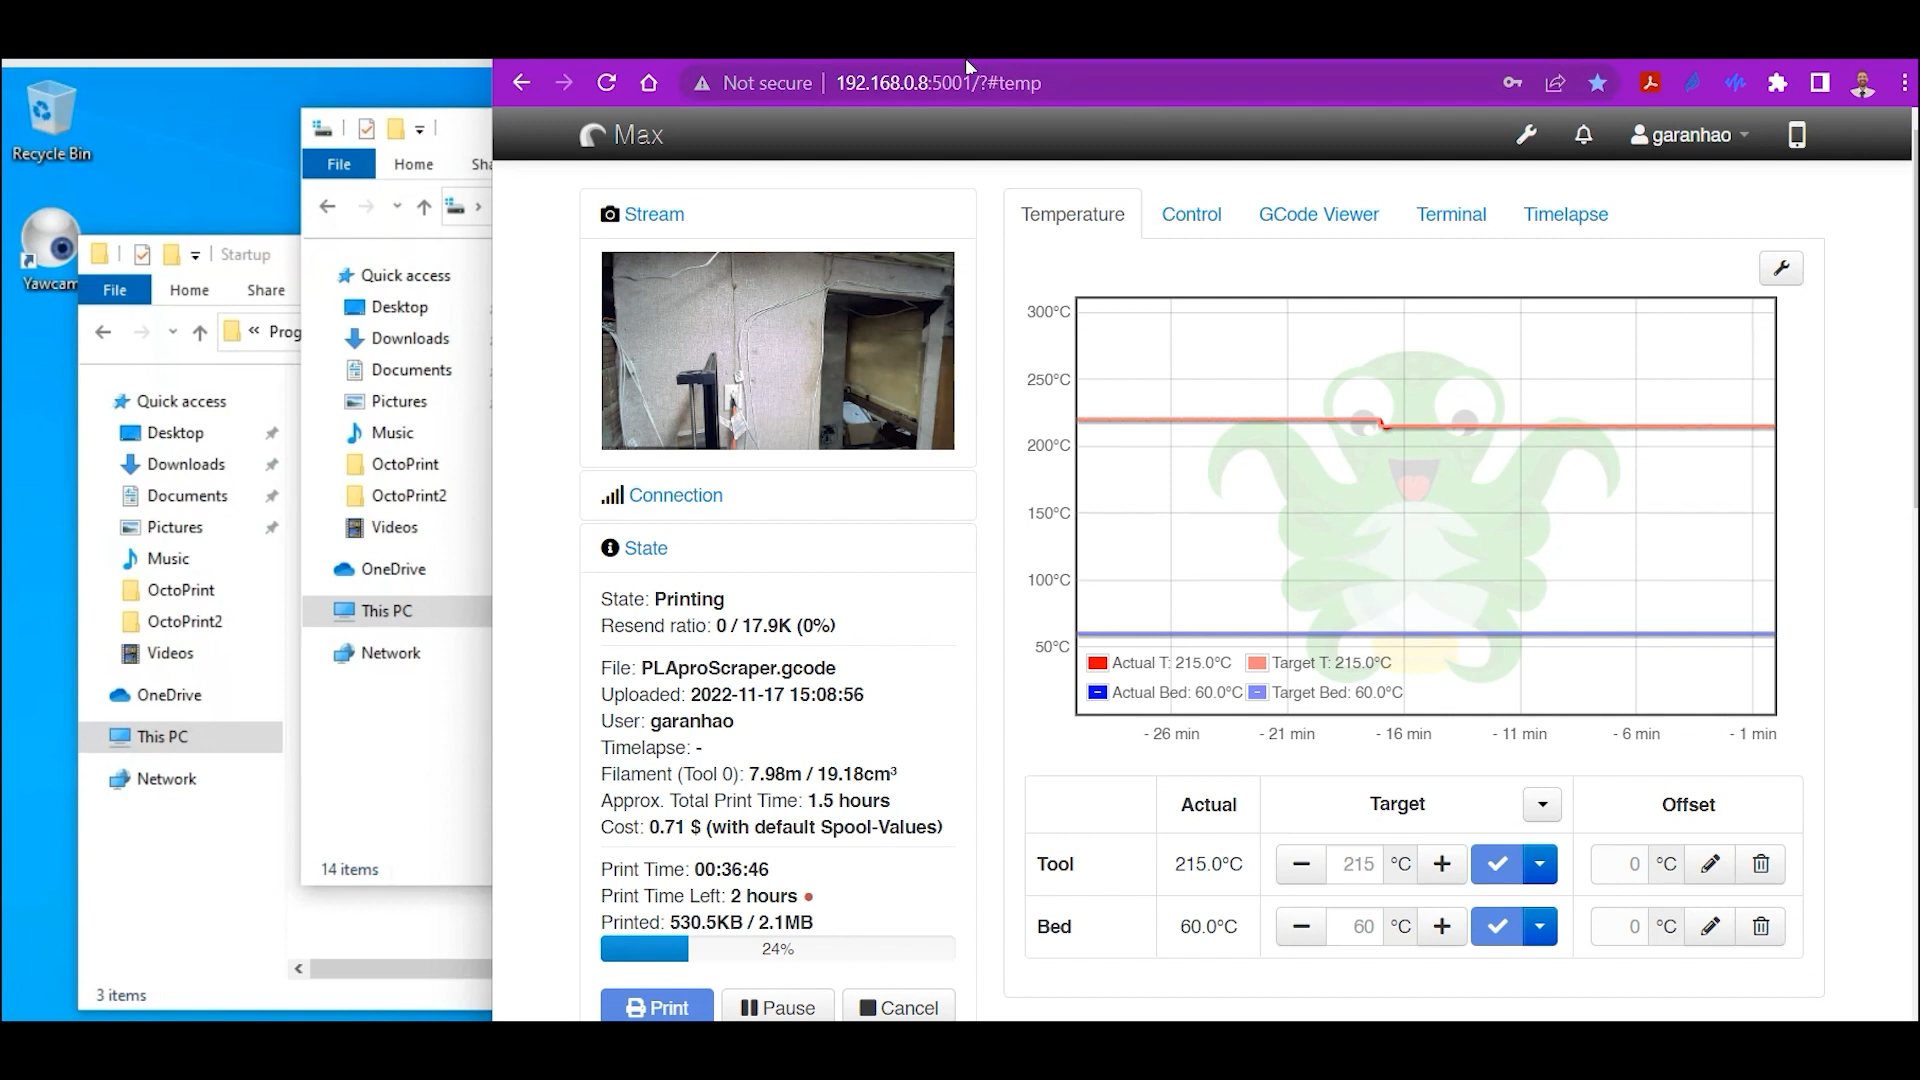 Recycle Bin
Yawcam
Startup
File
Home
Share
« Prog
Quick access
Desktop
Downloads
Documents
Pictures
Music
OctoPrint
OctoPrint2
Videos
OneDrive
This PC
Network
3 items
File
Home
Sha
Quick access
Desktop
Downloads
Documents
Pictures
Music
OctoPrint
OctoPrint2
Videos
OneDrive
This PC
Network
14 items
Not secure | 192.168.0.8:5001/?#temp
Max
garanhao
Stream
Connection
State
State: Printing
Resend ratio: 0 / 17.9K (0%)
File: PLAproScraper.gcode
Uploaded: 2022-11-17 15:08:56
User: garanhao
Timelapse: -
Filament (Tool 0): 7.98m / 19.18cm³
Approx. Total Print Time: 1.5 hours
Cost: 0.71 $ (with default Spool-Values)
Print Time: 00:36:46
Print Time Left: 2 hours
Printed: 530.5KB / 2.1MB
24%
Print
Pause
Cancel
Temperature
Control
GCode Viewer
Terminal
Timelapse
300°C
250°C
200°C
150°C
100°C
50°C
Actual T: 215.0°C
Target T: 215.0°C
Actual Bed: 60.0°C
Target Bed: 60.0°C
- 26 min
- 21 min
- 16 min
- 11 min
- 6 min
- 1 min
Actual
Target
Offset
Tool
215.0°C
215 °C
0 °C
Bed
60.0°C
60 °C
0 °C